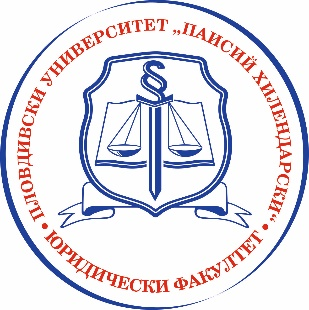 • ПЛОВДИВСКИ УНИВЕРСИТЕТ „ПАИСИЙ ХИЛЕНДАРСКИ“ •
ЮРИДИЧЕСКИ ФАКУЛТЕТ
§